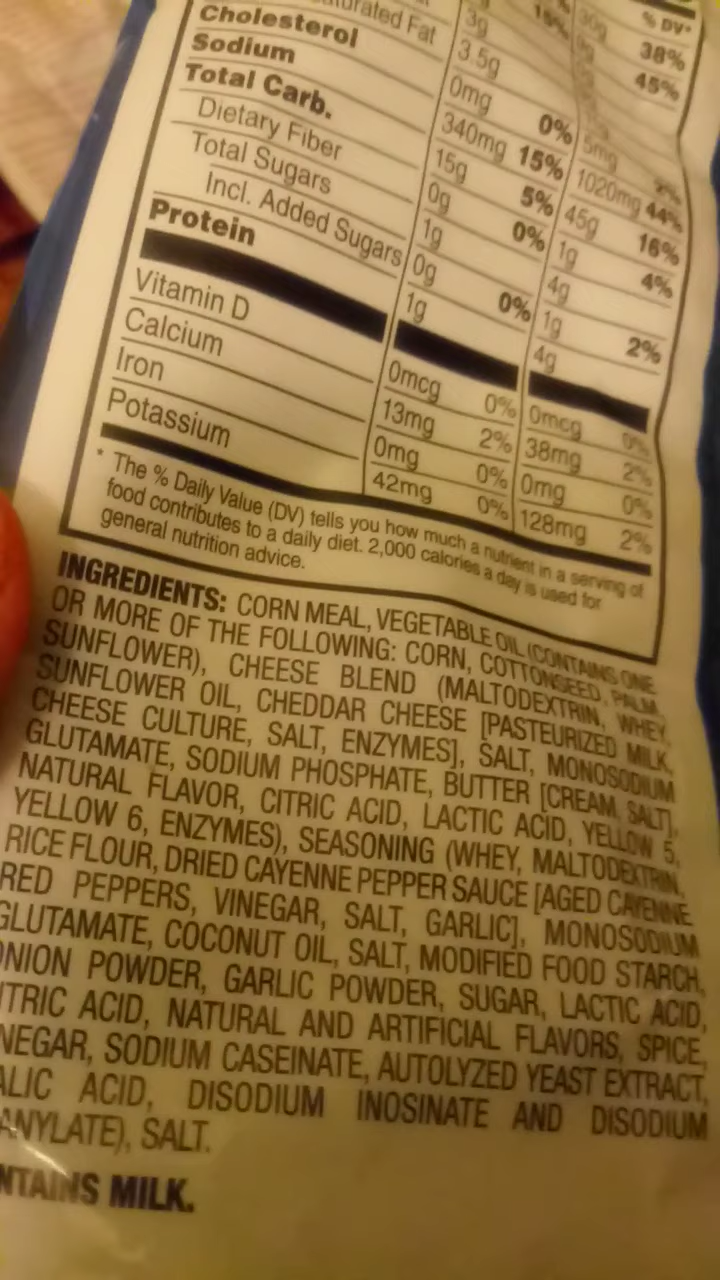 % DV*
urated Fat 3g 15% 30g 38%
3.5g 9g 45%
Cholesterol 0mg 0% 5mg
Sodium 340mg 15% 1020mg 44%
Total Carb. 15g 5% 45g 16%
Dietary Fiber 0g 0% 1g 4%
Total Sugars 1g 4g
Incl. Added Sugars 0g 0% 1g 2%
Protein 1g 4g
Vitamin D 0mcg 0% 0mcg 0%
Calcium 13mg 2% 38mg 2%
Iron 0mg 0% 0mg 0%
Potassium 42mg 0% 128mg 2%
* The % Daily Value (DV) tells you how much a nutrient in a serving of
food contributes to a daily diet. 2,000 calories a day is used for
general nutrition advice.
INGREDIENTS: CORN MEAL, VEGETABLE OIL (CONTAINS ONE
OR MORE OF THE FOLLOWING: CORN, COTTONSEED, PALM,
SUNFLOWER), CHEESE BLEND (MALTODEXTRIN, WHEY,
SUNFLOWER OIL, CHEDDAR CHEESE [PASTEURIZED MILK,
CHEESE CULTURE, SALT, ENZYMES], SALT, MONOSODIUM
GLUTAMATE, SODIUM PHOSPHATE, BUTTER [CREAM, SALT],
NATURAL FLAVOR, CITRIC ACID, LACTIC ACID, YELLOW 5,
YELLOW 6, ENZYMES), SEASONING (WHEY, MALTODEXTRIN,
RICE FLOUR, DRIED CAYENNE PEPPER SAUCE [AGED CAYENNE
RED PEPPERS, VINEGAR, SALT, GARLIC], MONOSODIUM
GLUTAMATE, COCONUT OIL, SALT, MODIFIED FOOD STARCH,
ONION POWDER, GARLIC POWDER, SUGAR, LACTIC ACID,
ITRIC ACID, NATURAL AND ARTIFICIAL FLAVORS, SPICE,
NEGAR, SODIUM CASEINATE, AUTOLYZED YEAST EXTRACT,
ALIC ACID, DISODIUM INOSINATE AND DISODIUM
ANYLATE), SALT.
NTAINS MILK.